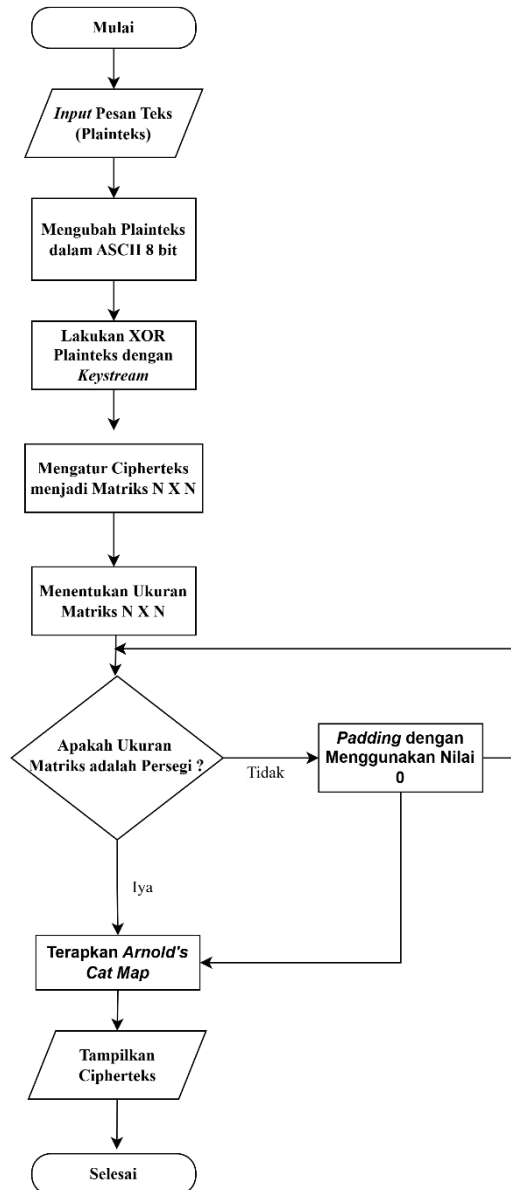 Mulai
Input Pesan Teks
(Plainteks)
Mengubah Plainteks
dalam ASCII 8 bit
Lakukan XOR
Plainteks dengan
Keystream
Mengatur Cipherteks
menjadi Matriks N X N
Menentukan Ukuran
Matriks N X N
Apakah Ukuran
Matriks adalah Persegi ?
Tidak
Padding dengan
Menggunakan Nilai
0
Iya
Terapkan Arnold's
Cat Map
Tampilkan
Cipherteks
Selesai